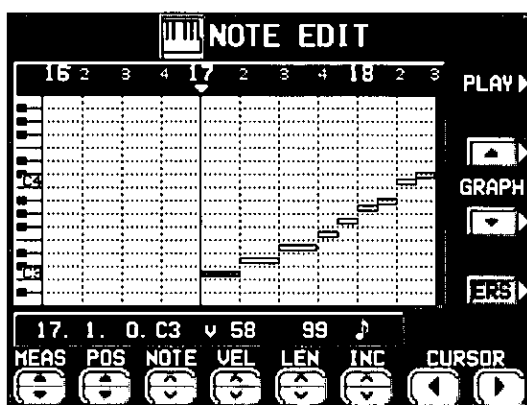 NOTE EDIT
16 2 3 4 17 2 3 4 18 2 3
PLAY
C4
GRAPH
C3
ERS
17. 1. 0. C3 v 58 99 ♪
MEAS POS NOTE VEL LEN INC CURSOR